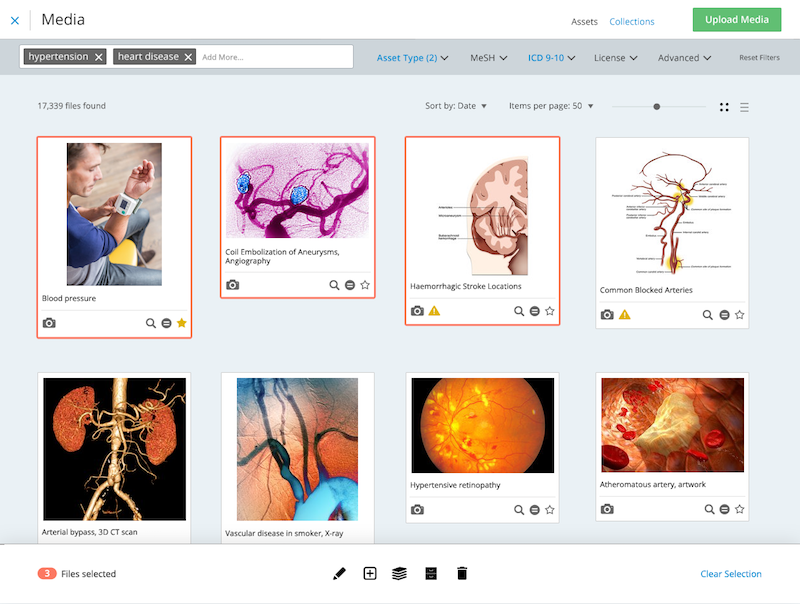 Media
Assets
Collections
Upload Media
hypertension
heart disease
Add More...
Asset Type (2)
MeSH
ICD 9-10
License
Advanced
Reset Filters
17,339 files found
Sort by: Date
Items per page: 50
Blood pressure
Coil Embolization of Aneurysms,
Angiography
Haemorrhagic Stroke Locations
Common Blocked Arteries
Arterial bypass, 3D CT scan
Vascular disease in smoker, X-ray
Hypertensive retinopathy
Atheromatous artery, artwork
3 Files selected
Clear Selection